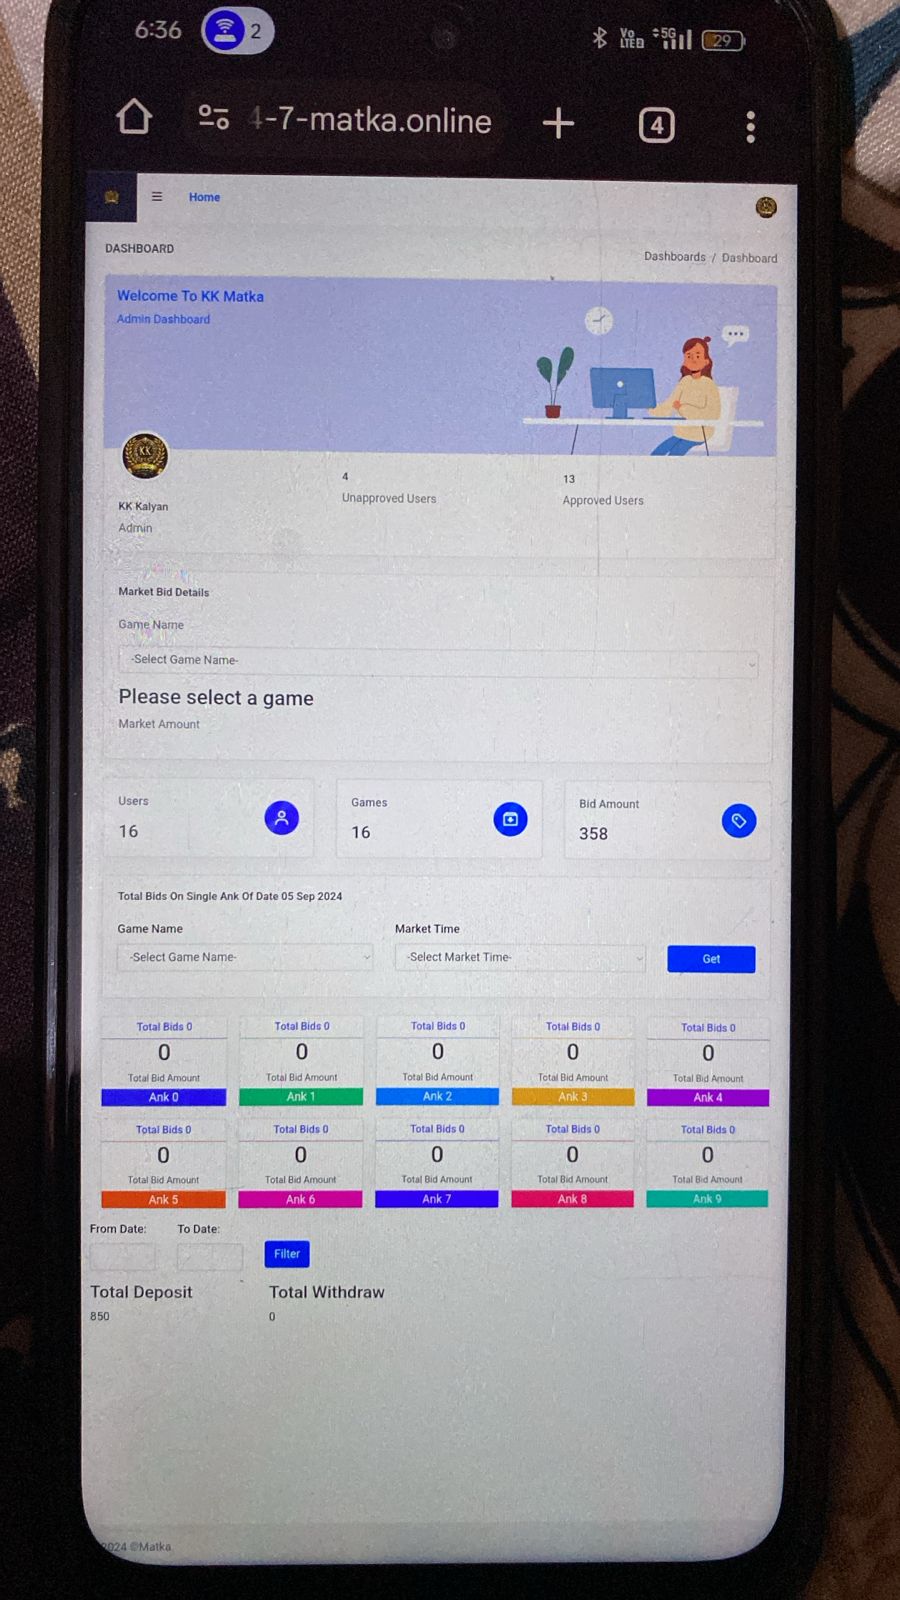 6:36
2
Vo
LTE2
5G
29
4-7-matka.online
4
Home
DASHBOARD
Dashboards / Dashboard
Welcome To KK Matka
Admin Dashboard
KK
KK Kalyan
Admin
4
Unapproved Users
13
Approved Users
Market Bid Details
Game Name
-Select Game Name-
Please select a game
Market Amount
Users
16
Games
16
Bid Amount
358
Total Bids On Single Ank Of Date 05 Sep 2024
Game Name
Market Time
-Select Game Name-
-Select Market Time-
Get
Total Bids 0
0
Total Bid Amount
Ank 0
Total Bids 0
0
Total Bid Amount
Ank 1
Total Bids 0
0
Total Bid Amount
Ank 2
Total Bids 0
0
Total Bid Amount
Ank 3
Total Bids 0
0
Total Bid Amount
Ank 4
Total Bids 0
0
Total Bid Amount
Ank 5
Total Bids 0
0
Total Bid Amount
Ank 6
Total Bids 0
0
Total Bid Amount
Ank 7
Total Bids 0
0
Total Bid Amount
Ank 8
Total Bids 0
0
Total Bid Amount
Ank 9
From Date:
To Date:
Filter
Total Deposit
850
Total Withdraw
0
2024 ©Matka